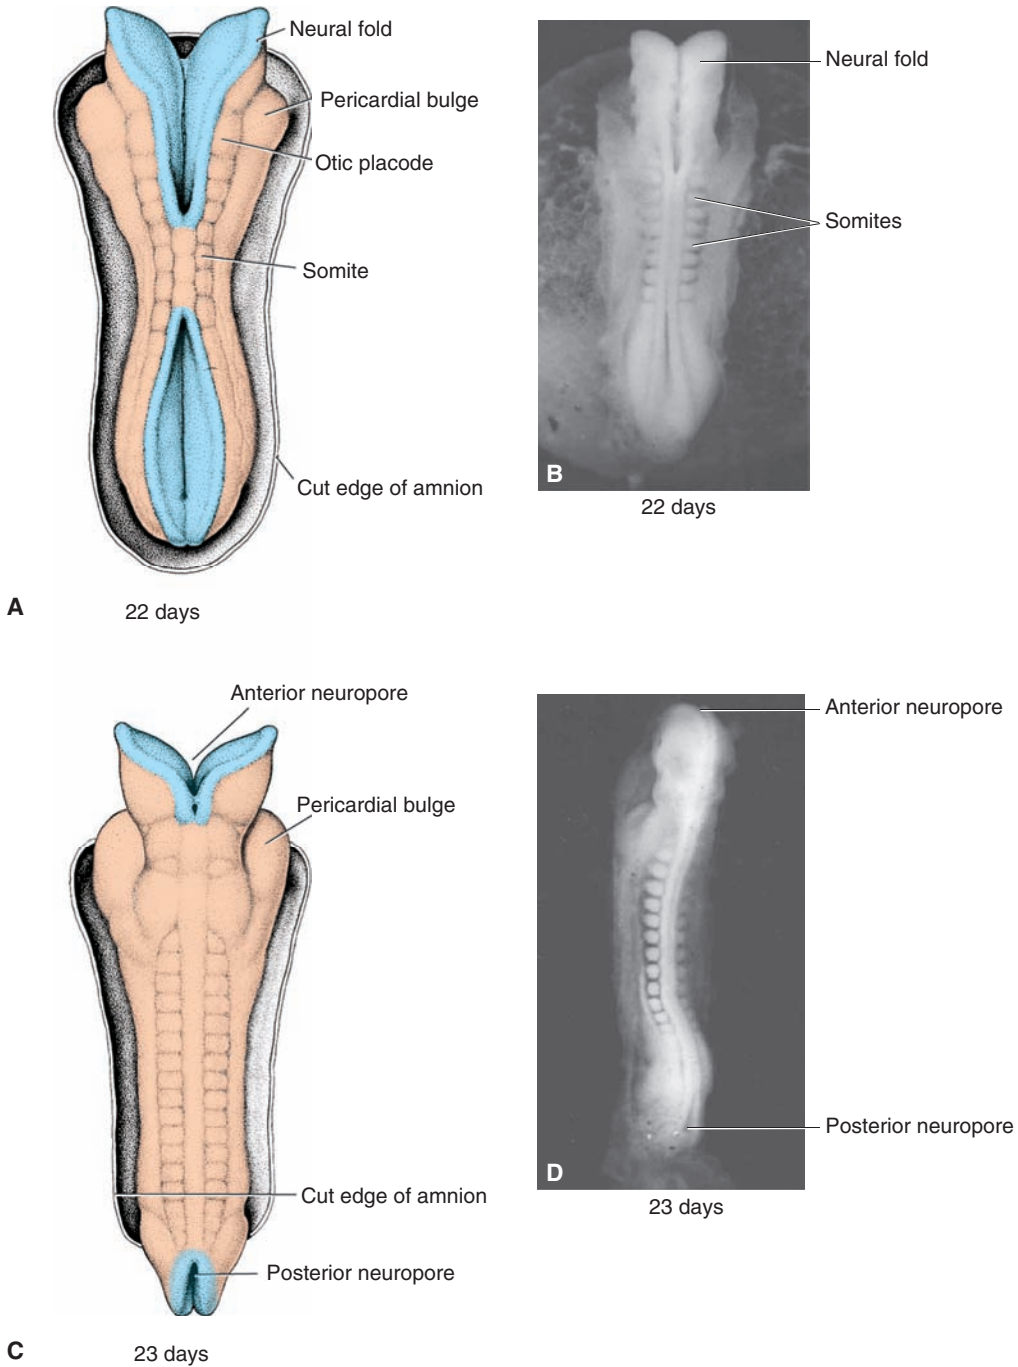 Neural fold
Pericardial bulge
Otic placode
Somite
Cut edge of amnion
A
22 days
Neural fold
Somites
B
22 days
Anterior neuropore
Pericardial bulge
Cut edge of amnion
Posterior neuropore
C
23 days
Anterior neuropore
Posterior neuropore
D
23 days